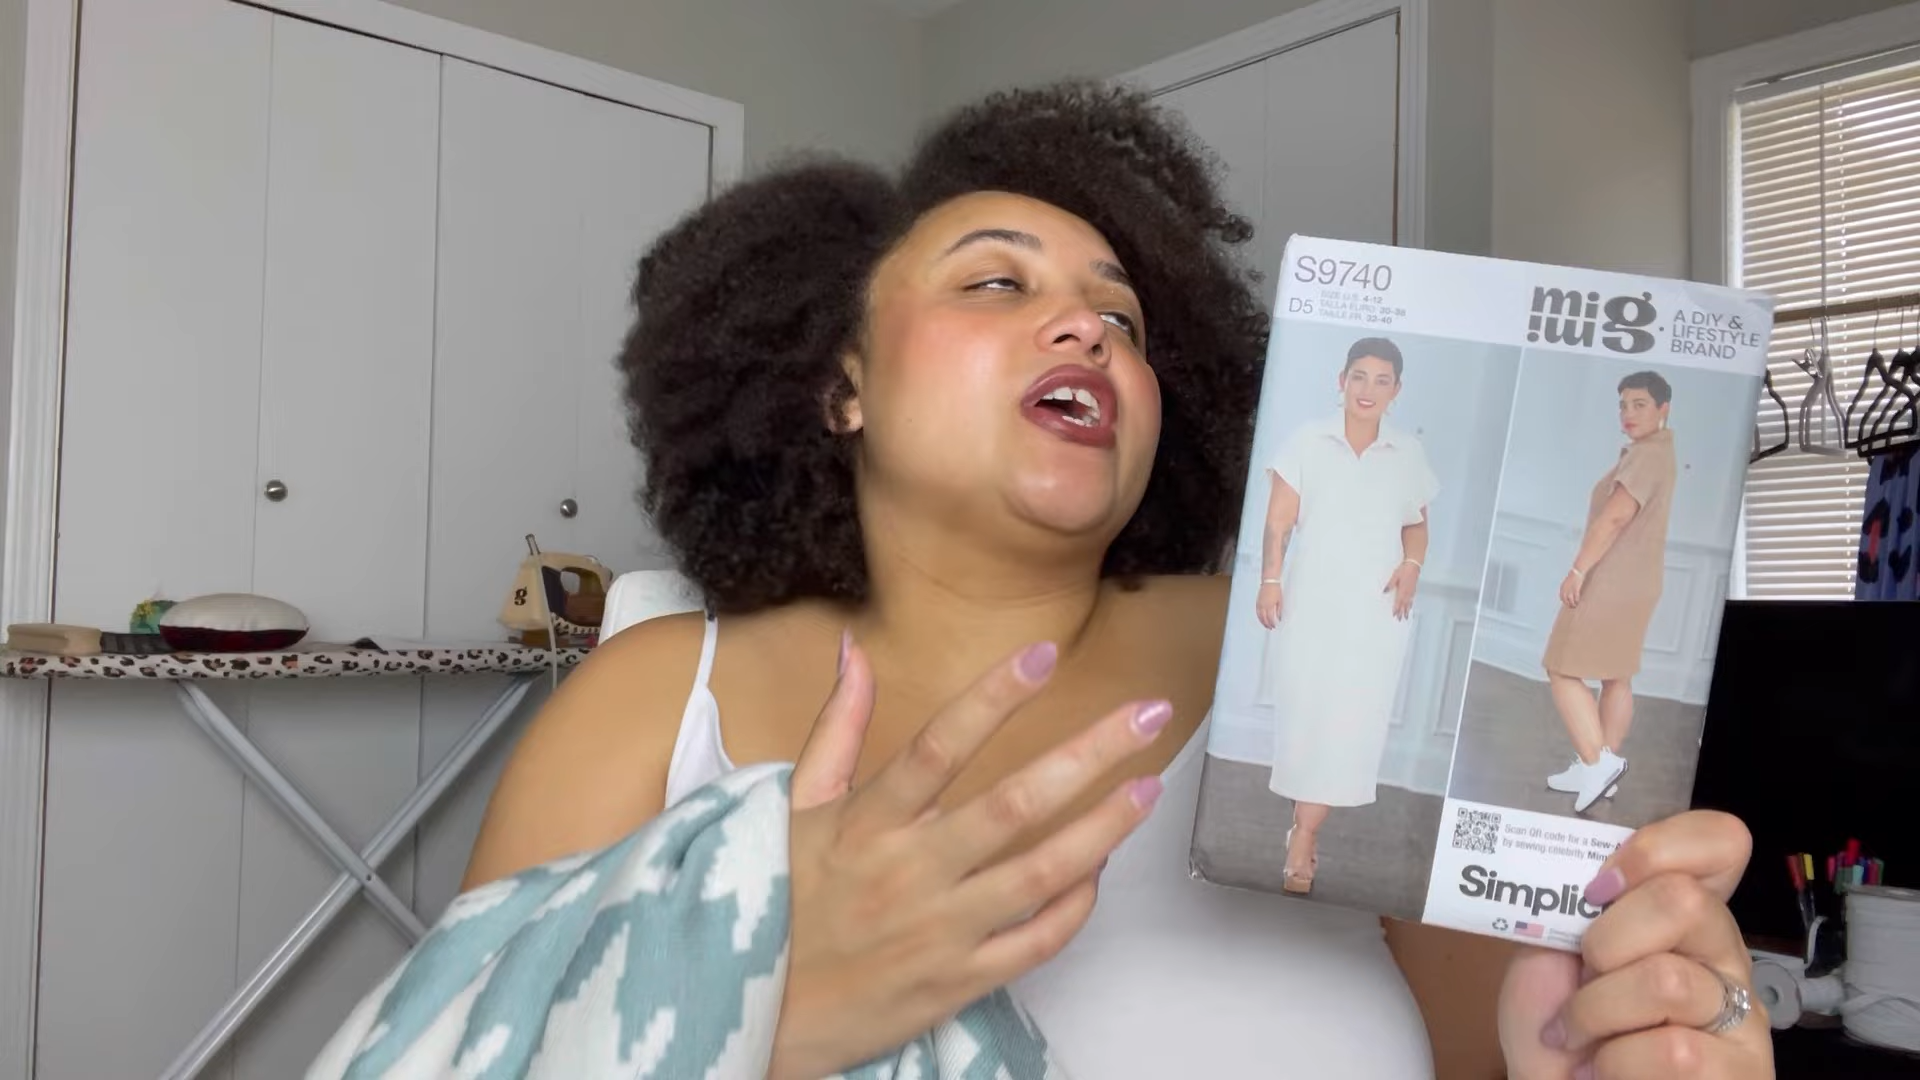 S9740
D5
SIZE U.S. 4-12
TALLA EURO. 30-38
TAILLE FR. 32-40
mimi g.
A DIY &
LIFESTYLE
BRAND
Scan QR code for a Sew-A
by sewing celebrity Mim
Simplic
g